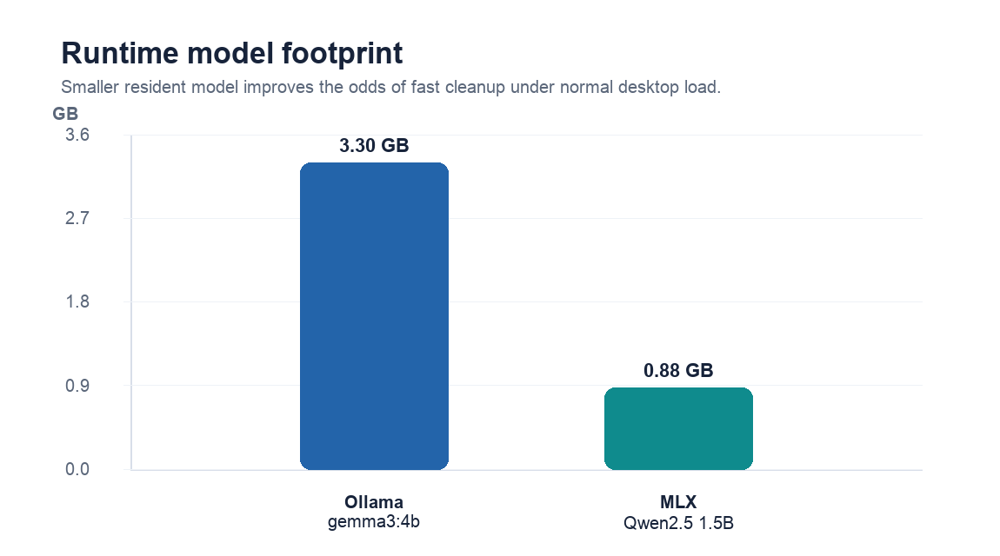 Runtime model footprint
Smaller resident model improves the odds of fast cleanup under normal desktop load.
GB
3.6
3.30 GB
2.7
1.8
0.88 GB
0.9
0.0
Ollama
gemma3:4b
MLX
Qwen2.5 1.5B